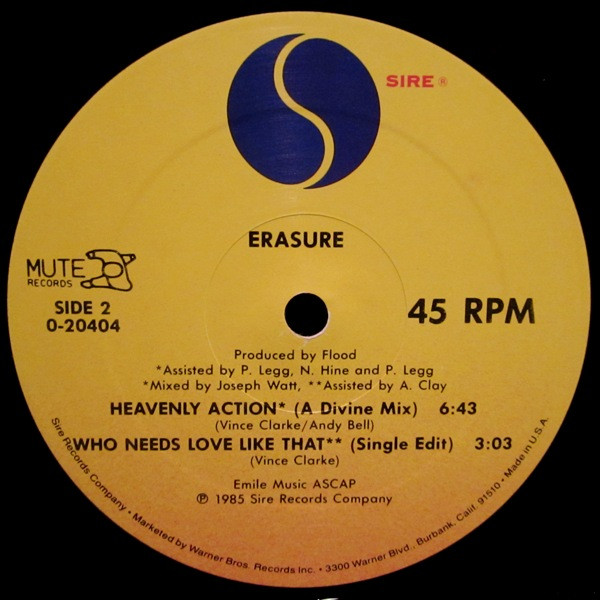 SIRE ®
ERASURE
MUTE
RECORDS
SIDE 2
0-20404
45 RPM
Produced by Flood
*Assisted by P. Legg, N. Hine and P. Legg
*Mixed by Joseph Watt, **Assisted by A. Clay
HEAVENLY ACTION* (A Divine Mix) 6:43
(Vince Clarke/Andy Bell)
WHO NEEDS LOVE LIKE THAT** (Single Edit) 3:03
(Vince Clarke)
Emile Music ASCAP
℗ 1985 Sire Records Company
Sire Records Company • Marketed by Warner Bros. Records Inc. • 3300 Warner Blvd., Burbank, Calif. 91510 • Made in U.S.A.